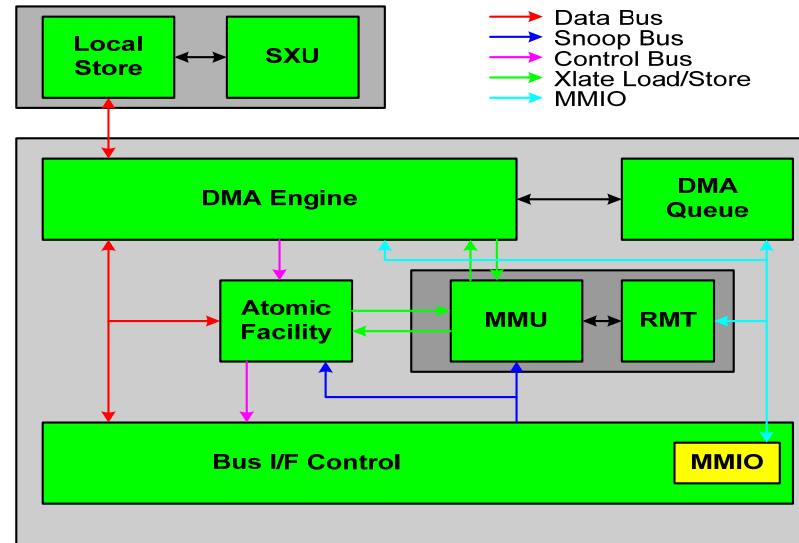 Local
Store
SXU
Data Bus
Snoop Bus
Control Bus
Xlate Load/Store
MMIO
DMA Engine
DMA
Queue
Atomic
Facility
MMU
RMT
Bus I/F Control
MMIO